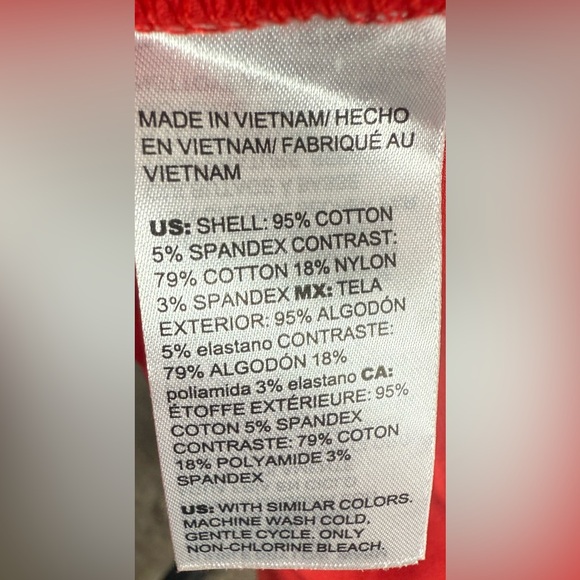 MADE IN VIETNAM/ HECHO
EN VIETNAM/ FABRIQUÉ AU
VIETNAM
US: SHELL: 95% COTTON
5% SPANDEX CONTRAST:
79% COTTON 18% NYLON
3% SPANDEX MX: TELA
EXTERIOR: 95% ALGODÓN
5% elastano CONTRASTE:
79% ALGODÓN 18%
poliamida 3% elastano CA:
ÉTOFFE EXTÉRIEURE: 95%
COTON 5% SPANDEX
CONTRASTE: 79% COTON
18% POLYAMIDE 3%
SPANDEX
US: WITH SIMILAR COLORS.
MACHINE WASH COLD,
GENTLE CYCLE. ONLY
NON-CHLORINE BLEACH.